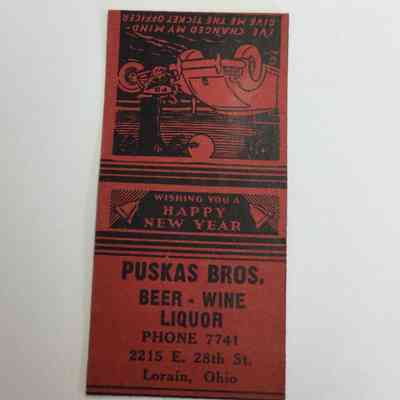 I'VE CHANGED MY MIND-
GIVE ME THE TICKET OFFICER
WISHING YOU A
HAPPY
NEW YEAR
PUSKAS BROS.
BEER - WINE
LIQUOR
PHONE 7741
2215 E. 28th St.
Lorain, Ohio